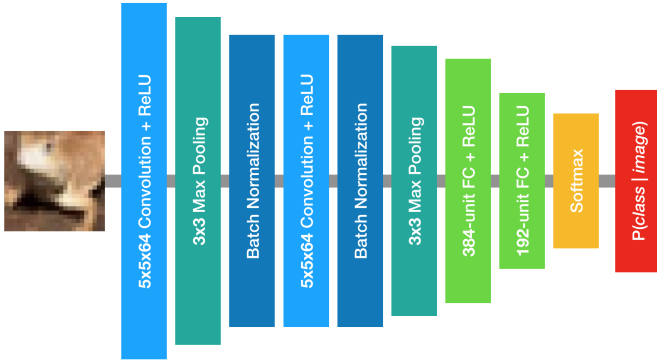 5x5x64 Convolution + ReLU
3x3 Max Pooling
Batch Normalization
5x5x64 Convolution + ReLU
Batch Normalization
3x3 Max Pooling
384-unit FC + ReLU
192-unit FC + ReLU
Softmax
P(class | image)